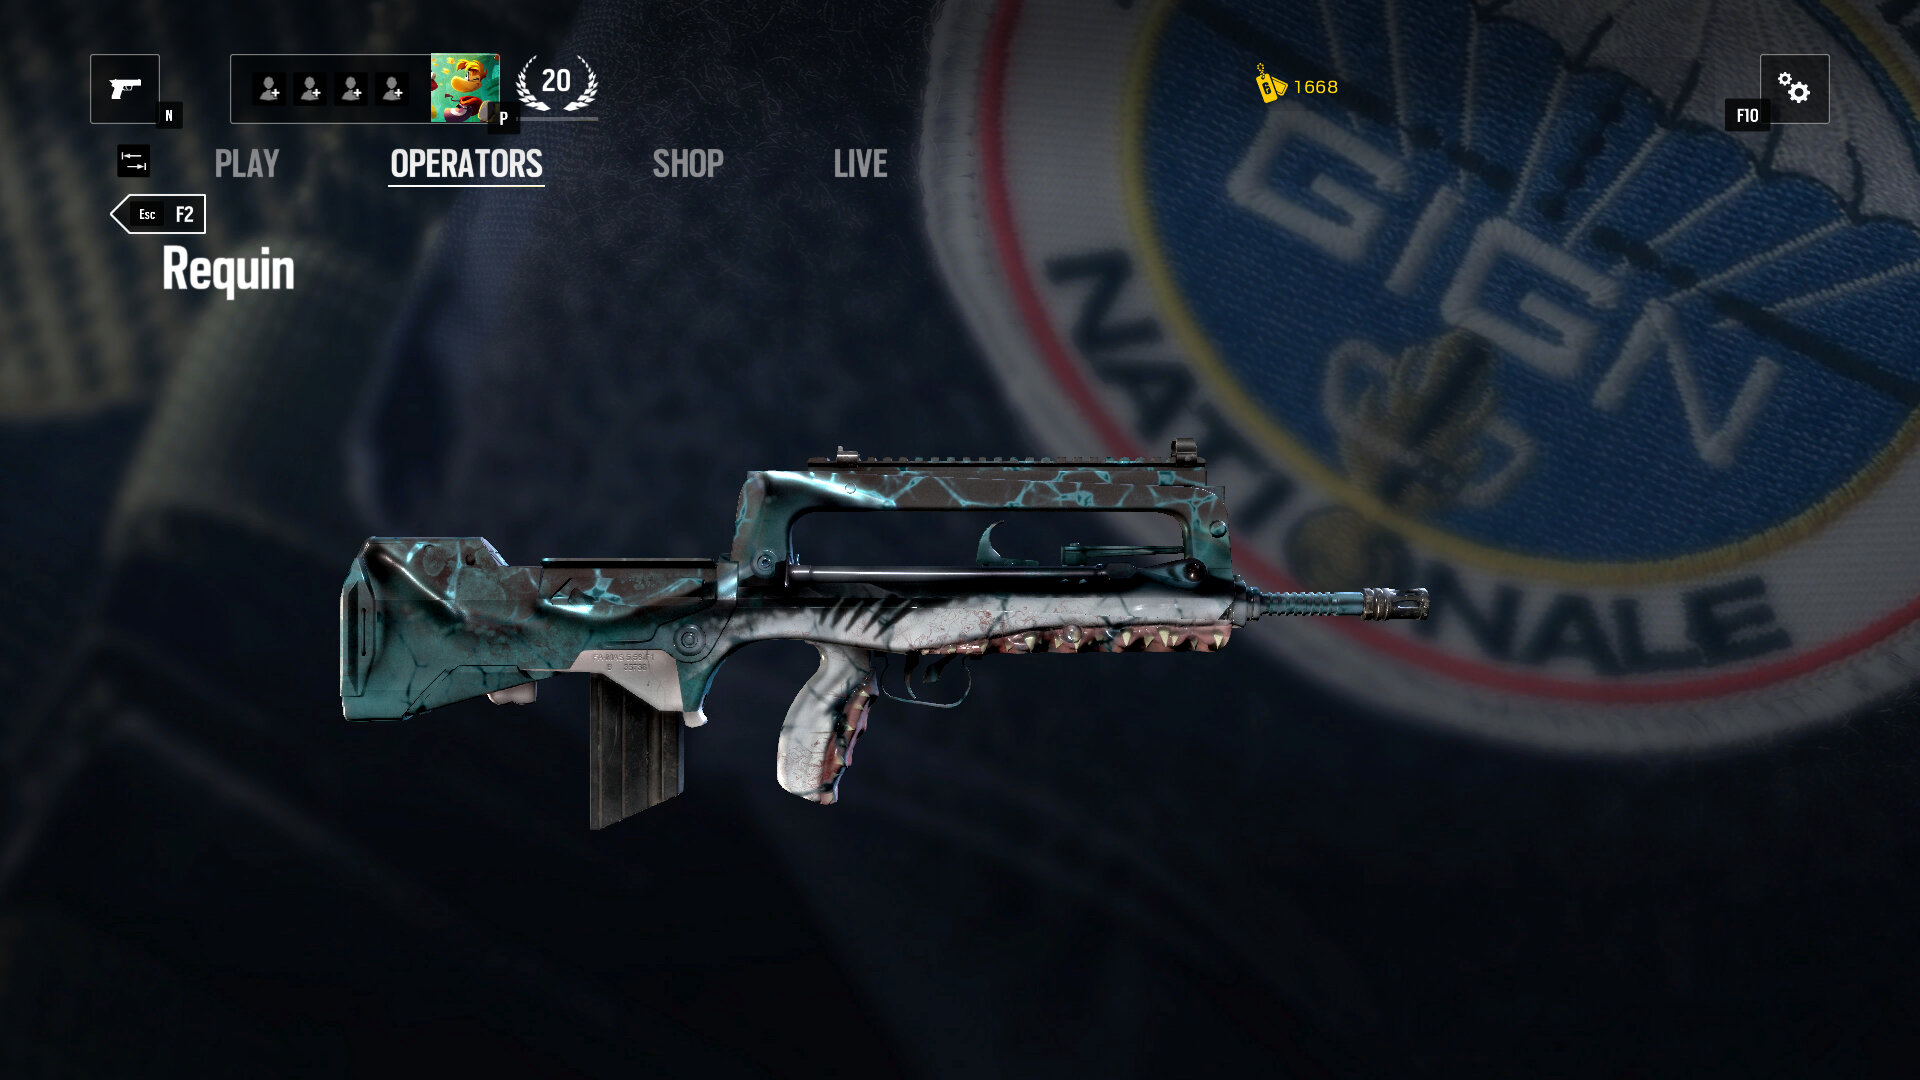 N
P
20
1668
F10
PLAY
OPERATORS
SHOP
LIVE
Esc F2
Requin
GIGN
NATIONALE